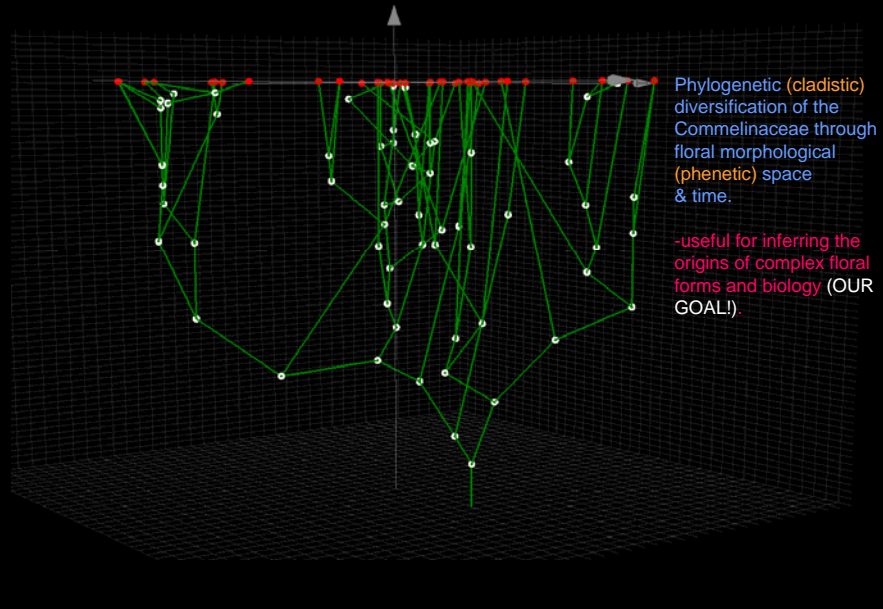 Phylogenetic (cladistic)
diversification of the
Commelinaceae through
floral morphological
(phenetic) space
& time.
-useful for inferring the
origins of complex floral
forms and biology (OUR
GOAL!).